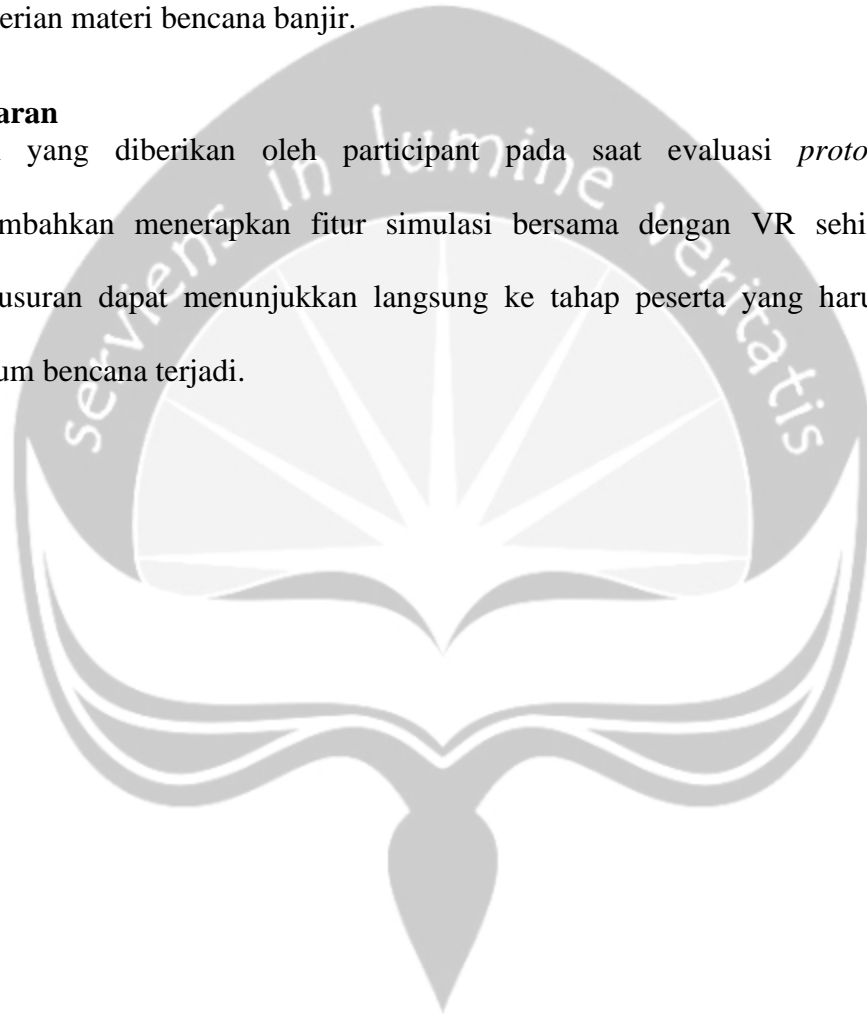 erian materi bencana banjir.
aran
yang diberikan oleh participant pada saat evaluasi proto
mbahkan menerapkan fitur simulasi bersama dengan VR sehi
usuran dapat menunjukkan langsung ke tahap peserta yang haru
um bencana terjadi.
serviens in lumine veritatis